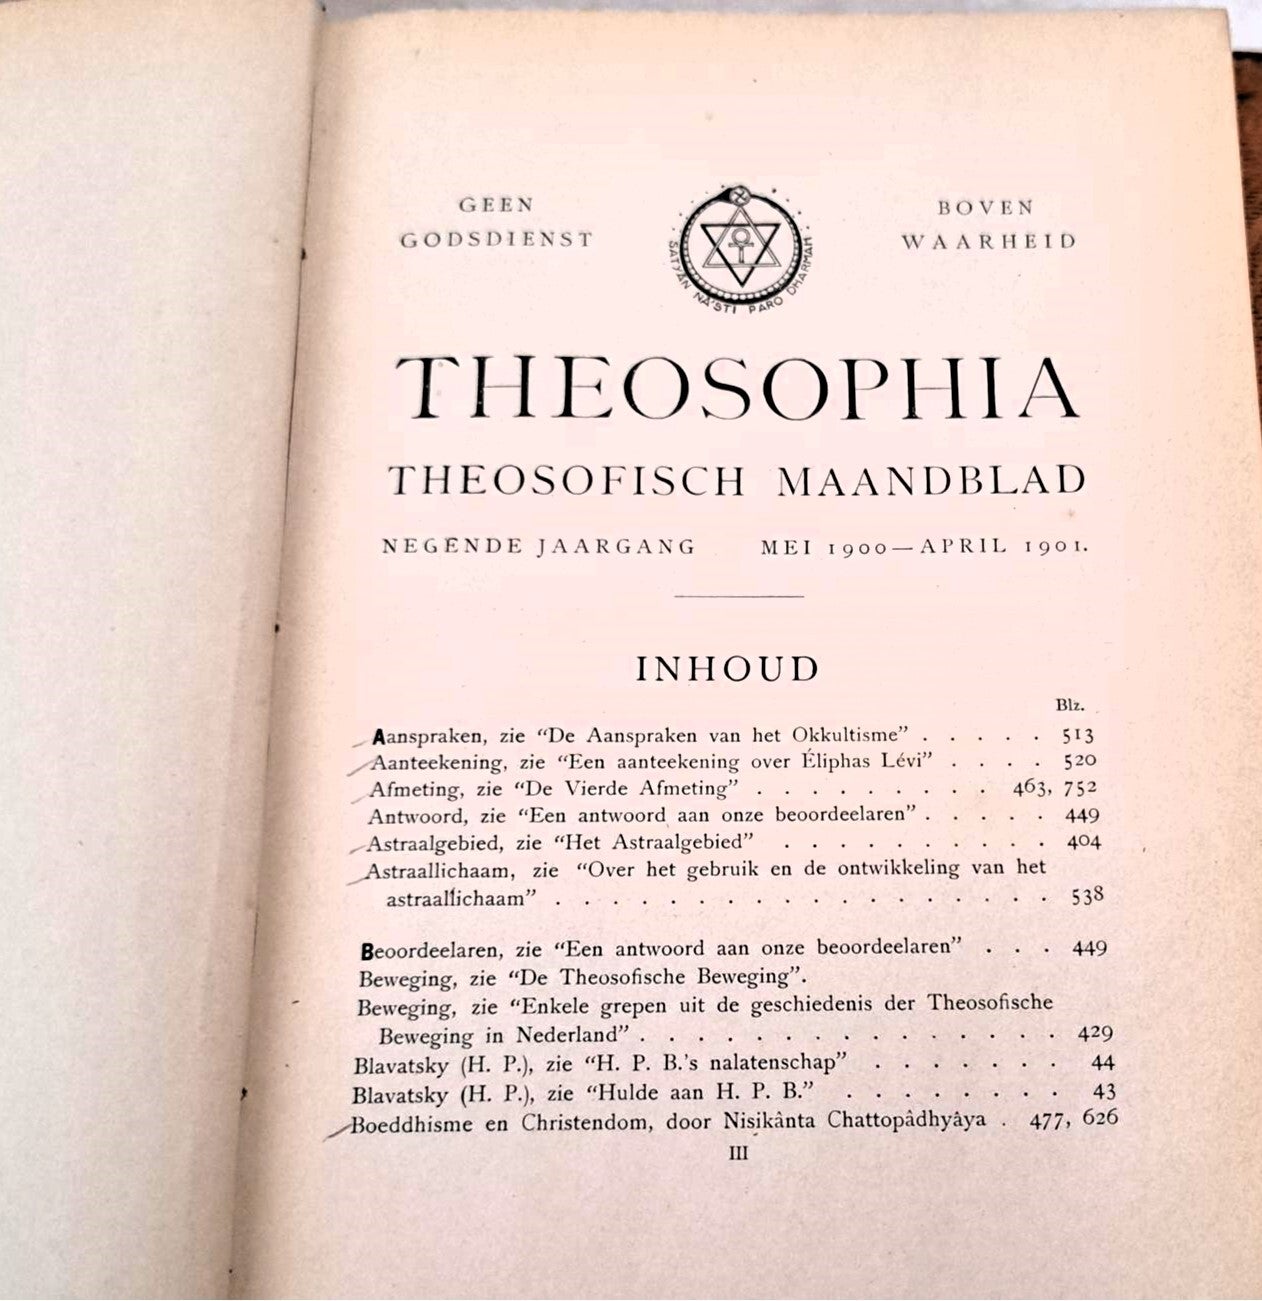 GEEN
GODSDIENST
BOVEN
WAARHEID
SATYÂN NÂSTI PARO DHARMAH
THEOSOPHIA
THEOSOFISCH MAANDBLAD
NEGENDE JAARGANG MEI 1900—APRIL 1901.
INHOUD
Blz.
Aanspraken, zie “De Aanspraken van het Okkultisme” . . . . . 513
Aanteekening, zie “Een aanteekening over Éliphas Lévi” . . . . 520
Afmeting, zie “De Vierde Afmeting” . . . . . . . . . 463, 752
Antwoord, zie “Een antwoord aan onze beoordeelaren” . . . . . 449
Astraalgebied, zie “Het Astraalgebied” . . . . . . . . . . 404
Astraallichaam, zie “Over het gebruik en de ontwikkeling van het
astraallichaam” . . . . . . . . . . . . . . . . . . 538
Beoordeelaren, zie “Een antwoord aan onze beoordeelaren” . . . 449
Beweging, zie “De Theosofische Beweging”.
Beweging, zie “Enkele grepen uit de geschiedenis der Theosofische
Beweging in Nederland” . . . . . . . . . . . . . . . 429
Blavatsky (H. P.), zie “H. P. B.'s nalatenschap” . . . . . . . 44
Blavatsky (H. P.), zie “Hulde aan H. P. B.” . . . . . . . . 43
Boeddhisme en Christendom, door Nisikânta Chattopâdhyâya . 477, 626
III